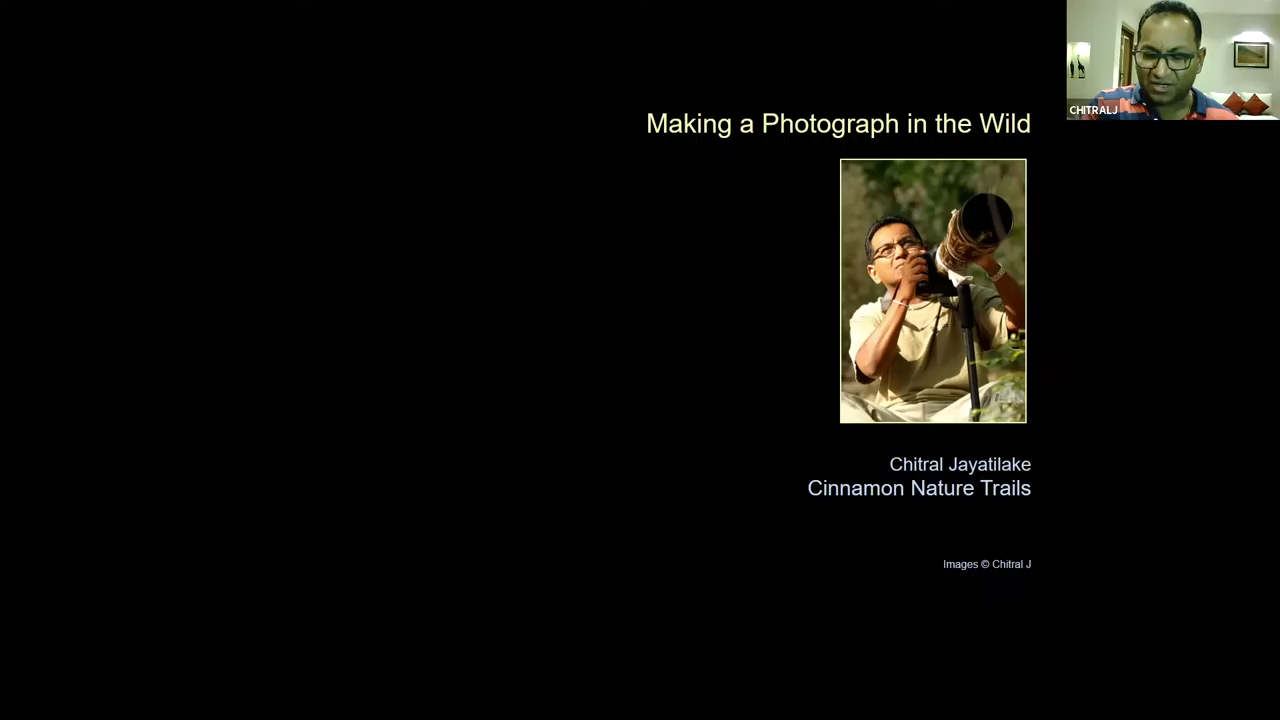 CHITRALJ
Making a Photograph in the Wild
Chitral Jayatilake
Cinnamon Nature Trails
Images © Chitral J